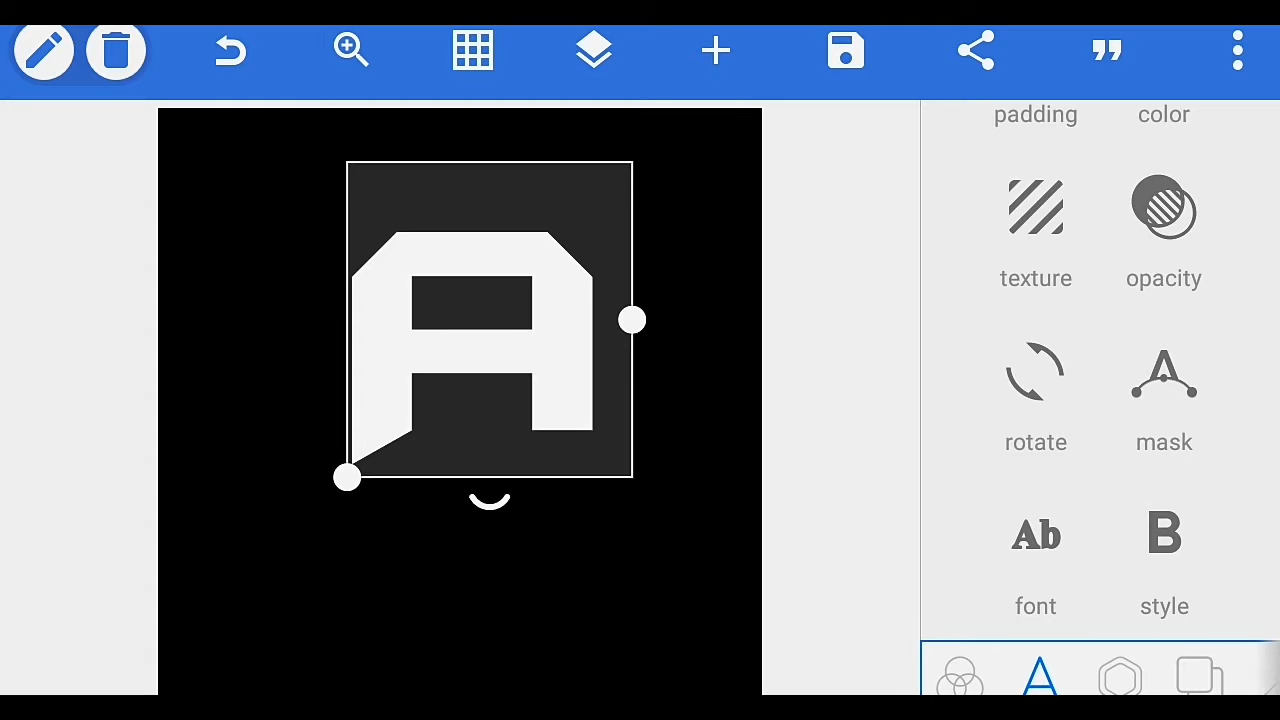 padding color
texture opacity
A
rotate mask
Ab B
font style